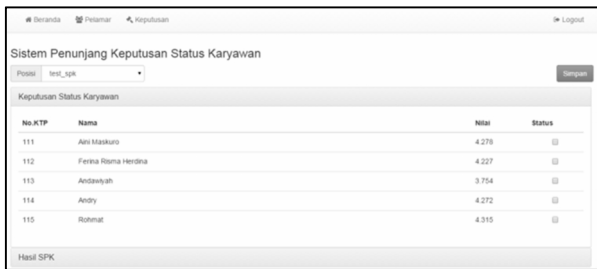 Beranda Pelamar Keputusan Logout
Sistem Penunjang Keputusan Status Karyawan
Posisi test_spk Simpan
Keputusan Status Karyawan
No.KTP Nama Nilai Status
111 Aini Maskuro 4.278
112 Ferina Risma Herdina 4.227
113 Andawiyah 3.754
114 Andry 4.272
115 Rohmat 4.315
Hasil SPK